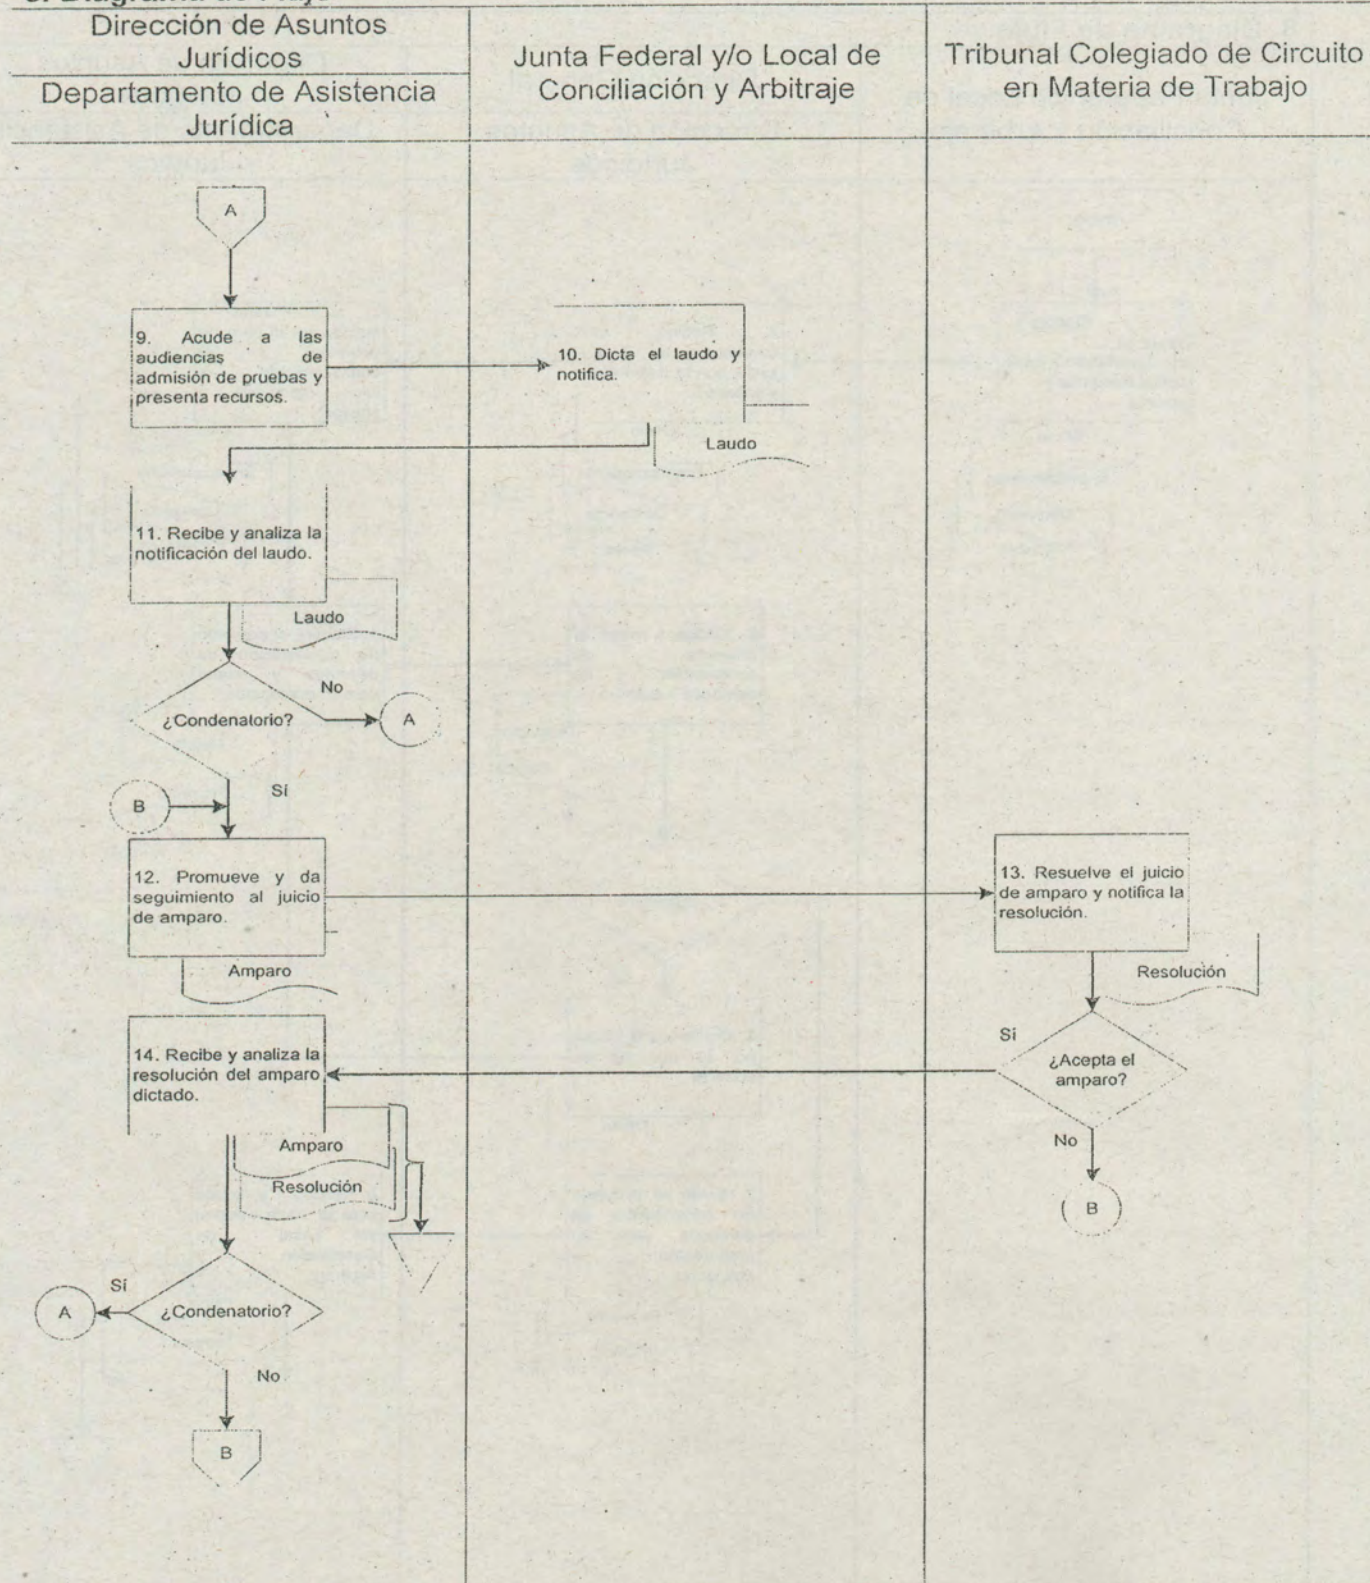 Dirección de Asuntos
Jurídicos
Departamento de Asistencia
Jurídica
Junta Federal y/o Local de
Conciliación y Arbitraje
Tribunal Colegiado de Circuito
en Materia de Trabajo
A
9. Acude a las
audiencias de
admisión de pruebas y
presenta recursos.
10. Dicta el laudo y
notifica.
Laudo
11. Recibe y analiza la
notificación del laudo.
Laudo
¿Condenatorio?
No
A
Sí
B
12. Promueve y da
seguimiento al juicio
de amparo.
Amparo
13. Resuelve el juicio
de amparo y notifica la
resolución.
Resolución
¿Acepta el
amparo?
Sí
No
B
14. Recibe y analiza la
resolución del amparo
dictado.
Amparo
Resolución
¿Condenatorio?
Sí
A
No
B